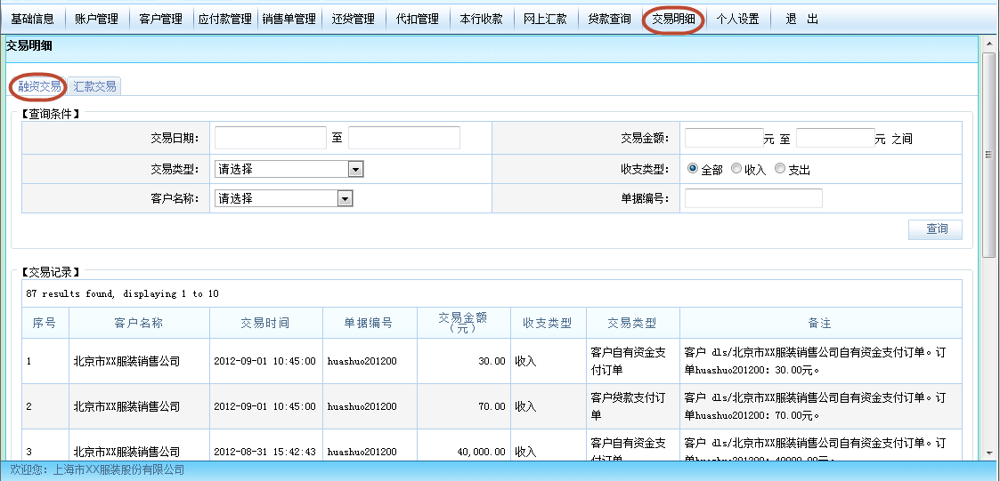 基础信息 账户管理 客户管理 应付款管理 销售单管理 还贷管理 代扣管理 本行收款 网上汇款 贷款查询 交易明细 个人设置 退 出
交易明细
融资交易 汇款交易
【查询条件】
交易日期： 至 交易金额： 元 至 元 之间
交易类型： 请选择 收支类型： 全部 收入 支出
客户名称： 请选择 单据编号：
查询
【交易记录】
87 results found, displaying 1 to 10
序号 客户名称 交易时间 单据编号 交易金额（元） 收支类型 交易类型 备注
1 北京市XX服装销售公司 2012-09-01 10:45:00 huashuo201200 30.00 收入 客户自有资金支付订单 客户 dls/北京市XX服装销售公司自有资金支付订单。订单huashuo201200：30.00元。
2 北京市XX服装销售公司 2012-09-01 10:45:00 huashuo201200 70.00 收入 客户贷款支付订单 客户 dls/北京市XX服装销售公司自有资金支付订单。订单huashuo201200：70.00元。
3 北京市XX服装销售公司 2012-08-31 15:42:43 huashuo201200 40,000.00 收入 客户自有资金支付订单 客户 dls/北京市XX服装销售公司自有资金支付订单。订单huashuo201200：40000.00元。
欢迎您：上海市XX服装股份有限公司